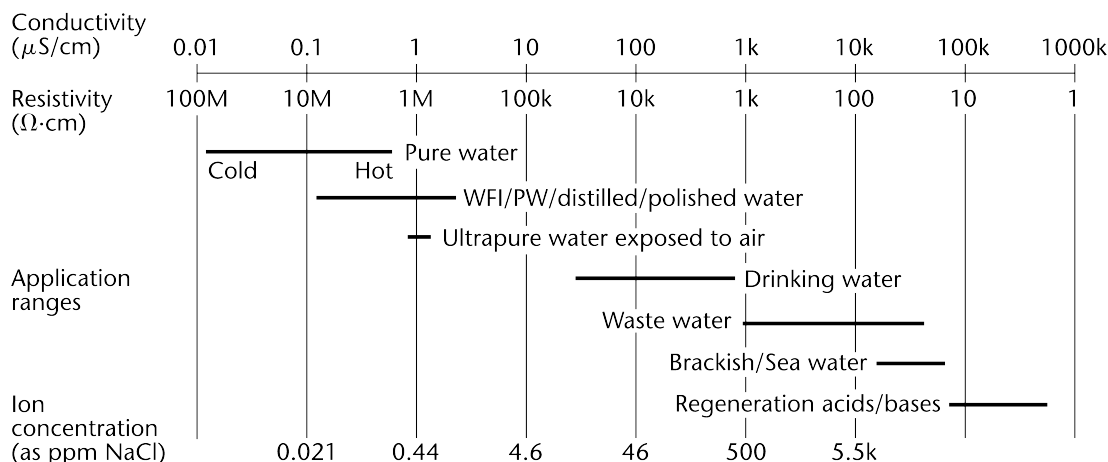 Conductivity
(μS/cm) 0.01 0.1 1 10 100 1k 10k 100k 1000k
Resistivity 100M 10M 1M 100k 10k 1k 100 10 1
(Ω·cm)
Pure water
Cold Hot
WFI/PW/distilled/polished water
Ultrapure water exposed to air
Application
ranges
Drinking water
Waste water
Brackish/Sea water
Regeneration acids/bases
Ion
concentration
(as ppm NaCl) 0.021 0.44 4.6 46 500 5.5k